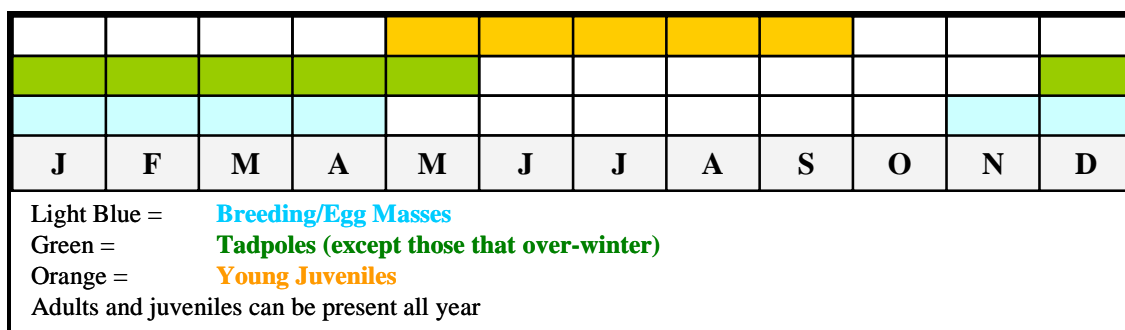 J F M A M J J A S O N D
Light Blue = Breeding/Egg Masses
Green = Tadpoles (except those that over-winter)
Orange = Young Juveniles
Adults and juveniles can be present all year